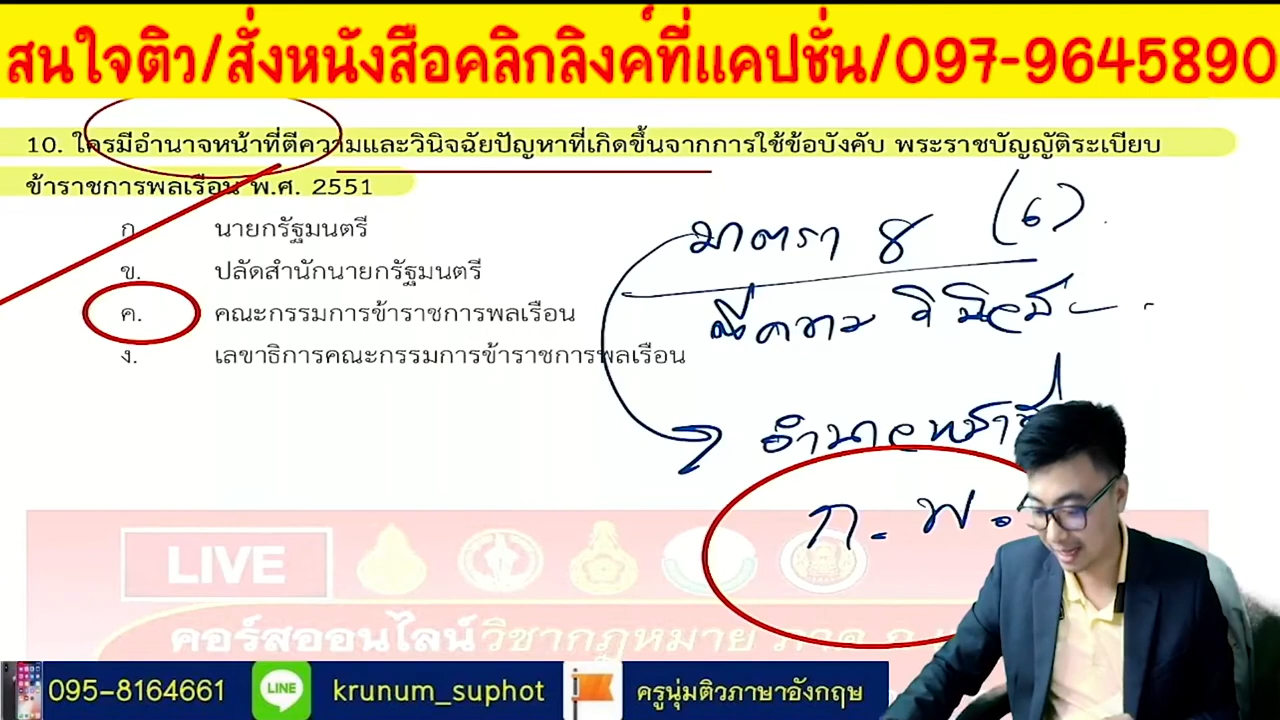 สนใจติว/สั่งหนังสือคลิกลิงค์ที่แคปชั่น/097-9645890
10. ใครมีอำนาจหน้าที่ตีความและวินิจฉัยปัญหาที่เกิดขึ้นจากการใช้ข้อบังคับ พระราชบัญญัติระเบียบ
ข้าราชการพลเรือน พ.ศ. 2551
ก. นายกรัฐมนตรี
ข. ปลัดสำนักนายกรัฐมนตรี
ค. คณะกรรมการข้าราชการพลเรือน
ง. เลขาธิการคณะกรรมการข้าราชการพลเรือน
มาตรา 8 (6)
ตีความ
ก.พ.
LIVE
คอร์สออนไลน์วิชากฎหมาย ภาค ก
095-8164661 LINE krunum_suphot ครูนุ่มติวภาษาอังกฤษ